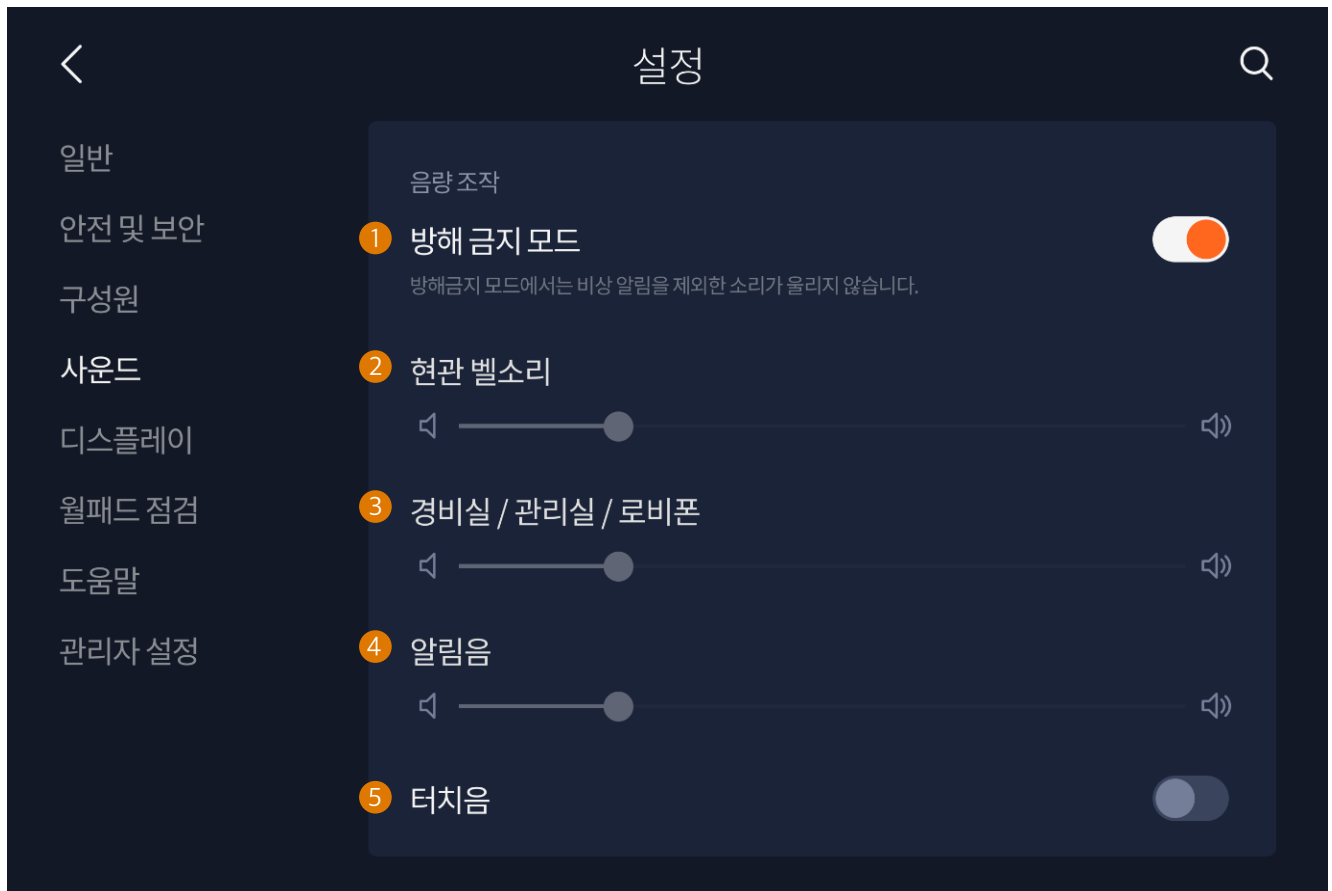 설정
일반
안전 및 보안
구성원
사운드
디스플레이
월패드 점검
도움말
관리자 설정
음량 조작
1 방해 금지 모드
방해금지 모드에서는 비상 알림을 제외한 소리가 울리지 않습니다.
2 현관 벨소리
3 경비실 / 관리실 / 로비폰
4 알림음
5 터치음